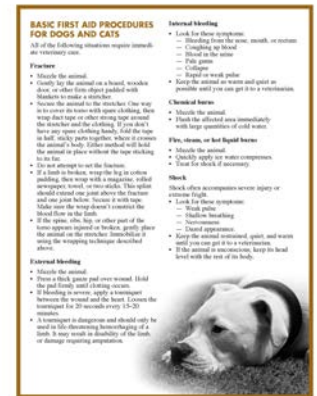 BASIC FIRST AID PROCEDURES
FOR DOGS AND CATS
All of the following situations require immedi-
ate veterinary care.
Fracture
• Muzzle the animal.
• Gently lay the animal on a board, wooden
door, or other firm object padded with
blankets to make a stretcher.
• Secure the animal to the stretcher. One way
is to cover its torso with spare clothing, then
wrap duct tape or other strong tape around
the stretcher and the clothing. If you don't
have any spare clothing handy, fold the tape
in half, sticky parts together, where it crosses
the animal's body. Either method will hold
the animal in place without the tape sticking
to its fur.
• Do not attempt to set the fracture.
• If a limb is broken, wrap the leg in cotton
padding, then wrap with a magazine, rolled
newspaper, towel, or two sticks. This splint
should extend one joint above the fracture
and one joint below. Secure it with tape.
Make sure the wrap doesn't constrict the
blood flow in the limb.
• If the spine, ribs, hip, or other part of the
torso appears injured or broken, gently place
the animal on the stretcher. Immobilize it
using the wrapping technique described
above.
External bleeding
• Muzzle the animal.
• Press a thick gauze pad over wound. Hold
the pad firmly until clotting occurs.
• If bleeding is severe, apply a tourniquet
between the wound and the heart. Loosen the
tourniquet for 20 seconds every 15–20
minutes.
• A tourniquet is dangerous and should only be
used in life-threatening hemorrhaging of a
limb. It may result in disability of the limb
or damage requiring amputation.
Internal bleeding
• Look for these symptoms:
— Bleeding from the nose, mouth, or rectum
— Coughing up blood
— Blood in the urine
— Pale gums
— Collapse
— Rapid or weak pulse
• Keep the animal as warm and quiet as
possible until you can get it to a veterinarian.
Chemical burns
• Muzzle the animal.
• Flush the affected area immediately
with large quantities of cold water.
Fire, steam, or hot liquid burns
• Muzzle the animal.
• Quickly apply ice water compresses.
• Treat for shock if necessary.
Shock
Shock often accompanies severe injury or
extreme fright.
• Look for these symptoms:
— Weak pulse
— Shallow breathing
— Nervousness
— Dazed appearance
• Keep the animal restrained, quiet, and warm
until you can get it to a veterinarian.
• If the animal is unconscious, keep its head
level with the rest of its body.